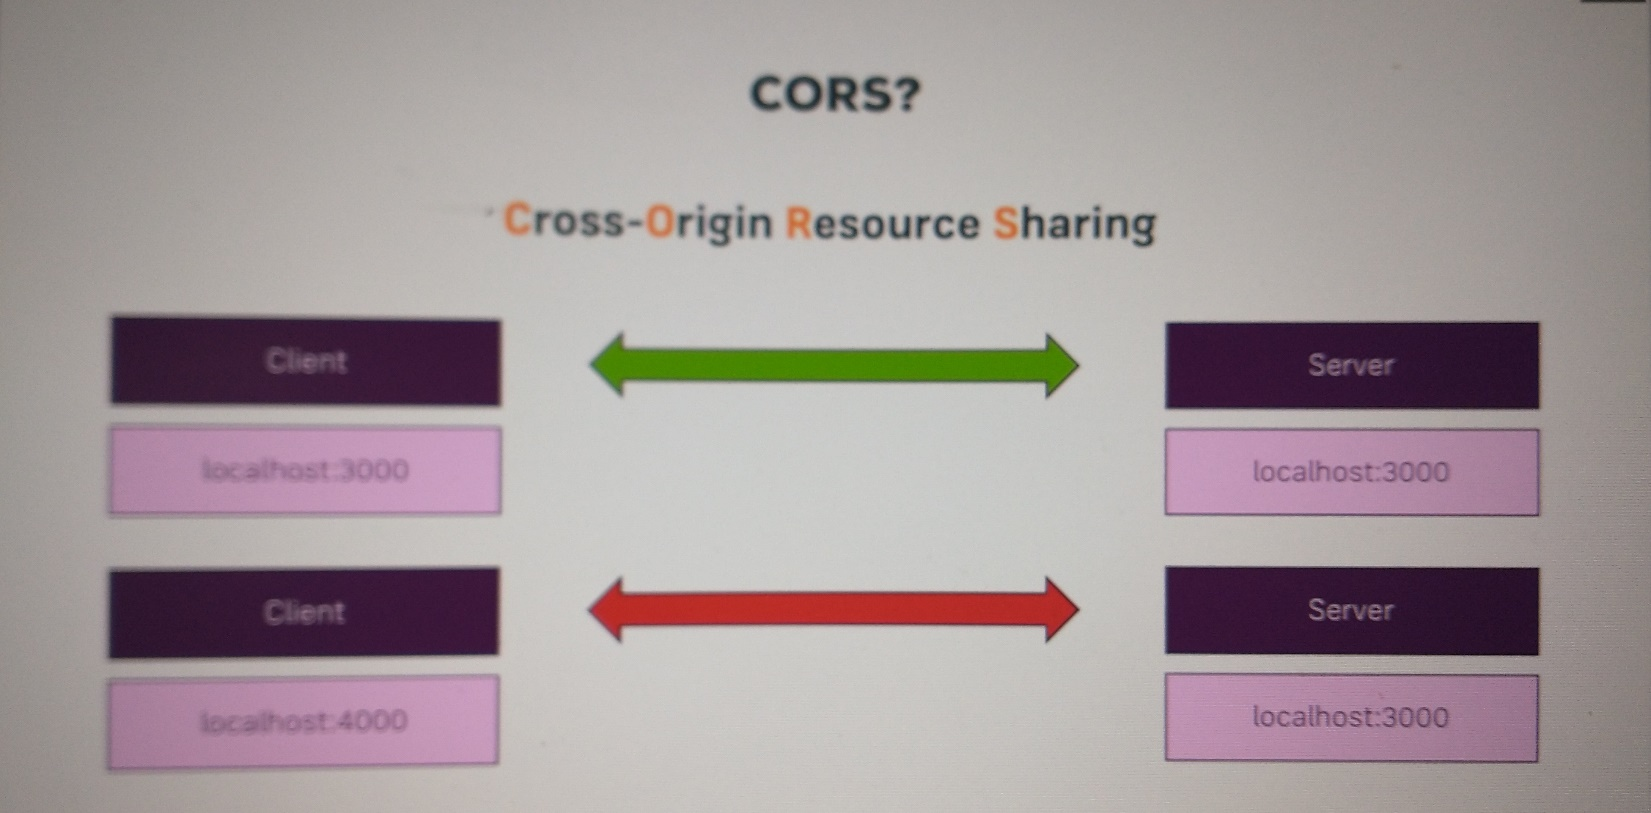 CORS?
Cross-Origin Resource Sharing
Client
Server
localhost:3000
localhost:3000
Client
Server
localhost:4000
localhost:3000